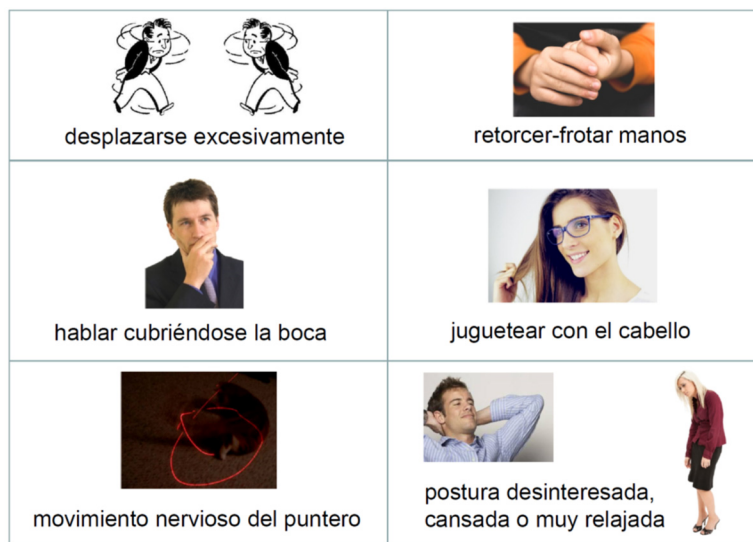 desplazarse excesivamente
retorcer-frotar manos
hablar cubriéndose la boca
juguetear con el cabello
movimiento nervioso del puntero
postura desinteresada,
cansada o muy relajada